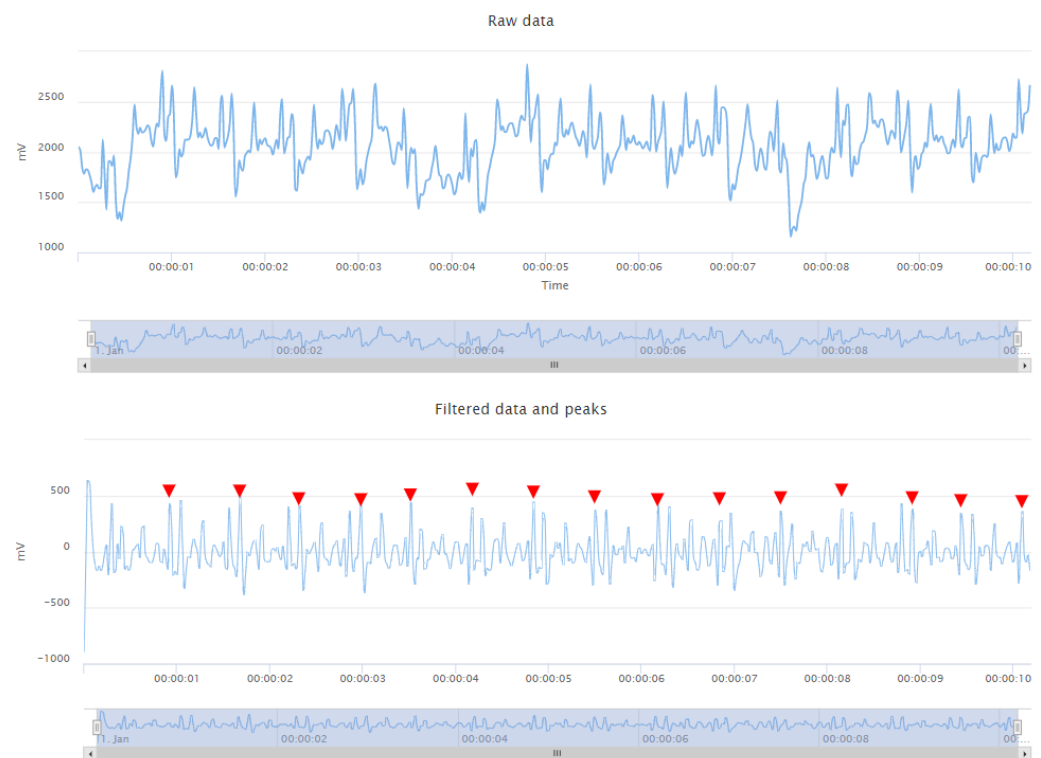 Raw data
2500
2000
1500
1000
mV
00:00:01 00:00:02 00:00:03 00:00:04 00:00:05 00:00:06 00:00:07 00:00:08 00:00:09 00:00:10
Time
1. Jan 00:00:02 00:00:04 00:00:06 00:00:08 00:…
Filtered data and peaks
500
0
−500
−1000
mV
00:00:01 00:00:02 00:00:03 00:00:04 00:00:05 00:00:06 00:00:07 00:00:08 00:00:09 00:00:10
1. Jan 00:00:02 00:00:04 00:00:06 00:00:08 00:…